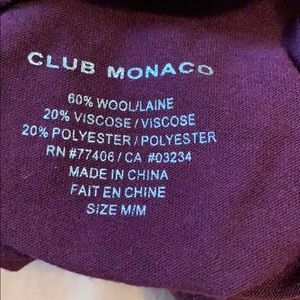 CLUB MONACO
60% WOOL/LAINE
20% VISCOSE / VISCOSE
20% POLYESTER / POLYESTER
RN #77406 / CA #03234
MADE IN CHINA
FAIT EN CHINE
SIZE M/M